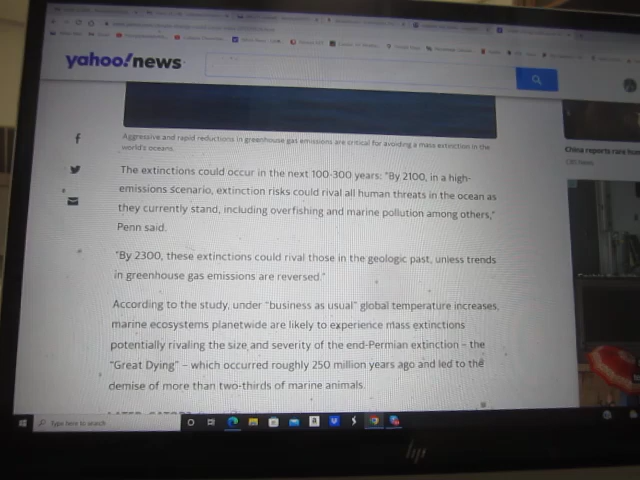 yahoo!news
Aggressive and rapid reductions in greenhouse gas emissions are critical for avoiding a mass extinction in the
world's oceans.
The extinctions could occur in the next 100-300 years: "By 2100, in a high-
emissions scenario, extinction risks could rival all human threats in the ocean as
they currently stand, including overfishing and marine pollution among others,"
Penn said.
"By 2300, these extinctions could rival those in the geologic past, unless trends
in greenhouse gas emissions are reversed."
According to the study, under "business as usual" global temperature increases,
marine ecosystems planetwide are likely to experience mass extinctions
potentially rivaling the size and severity of the end-Permian extinction – the
"Great Dying" – which occurred roughly 250 million years ago and led to the
demise of more than two-thirds of marine animals.
China reports rare
Type here to search
hp